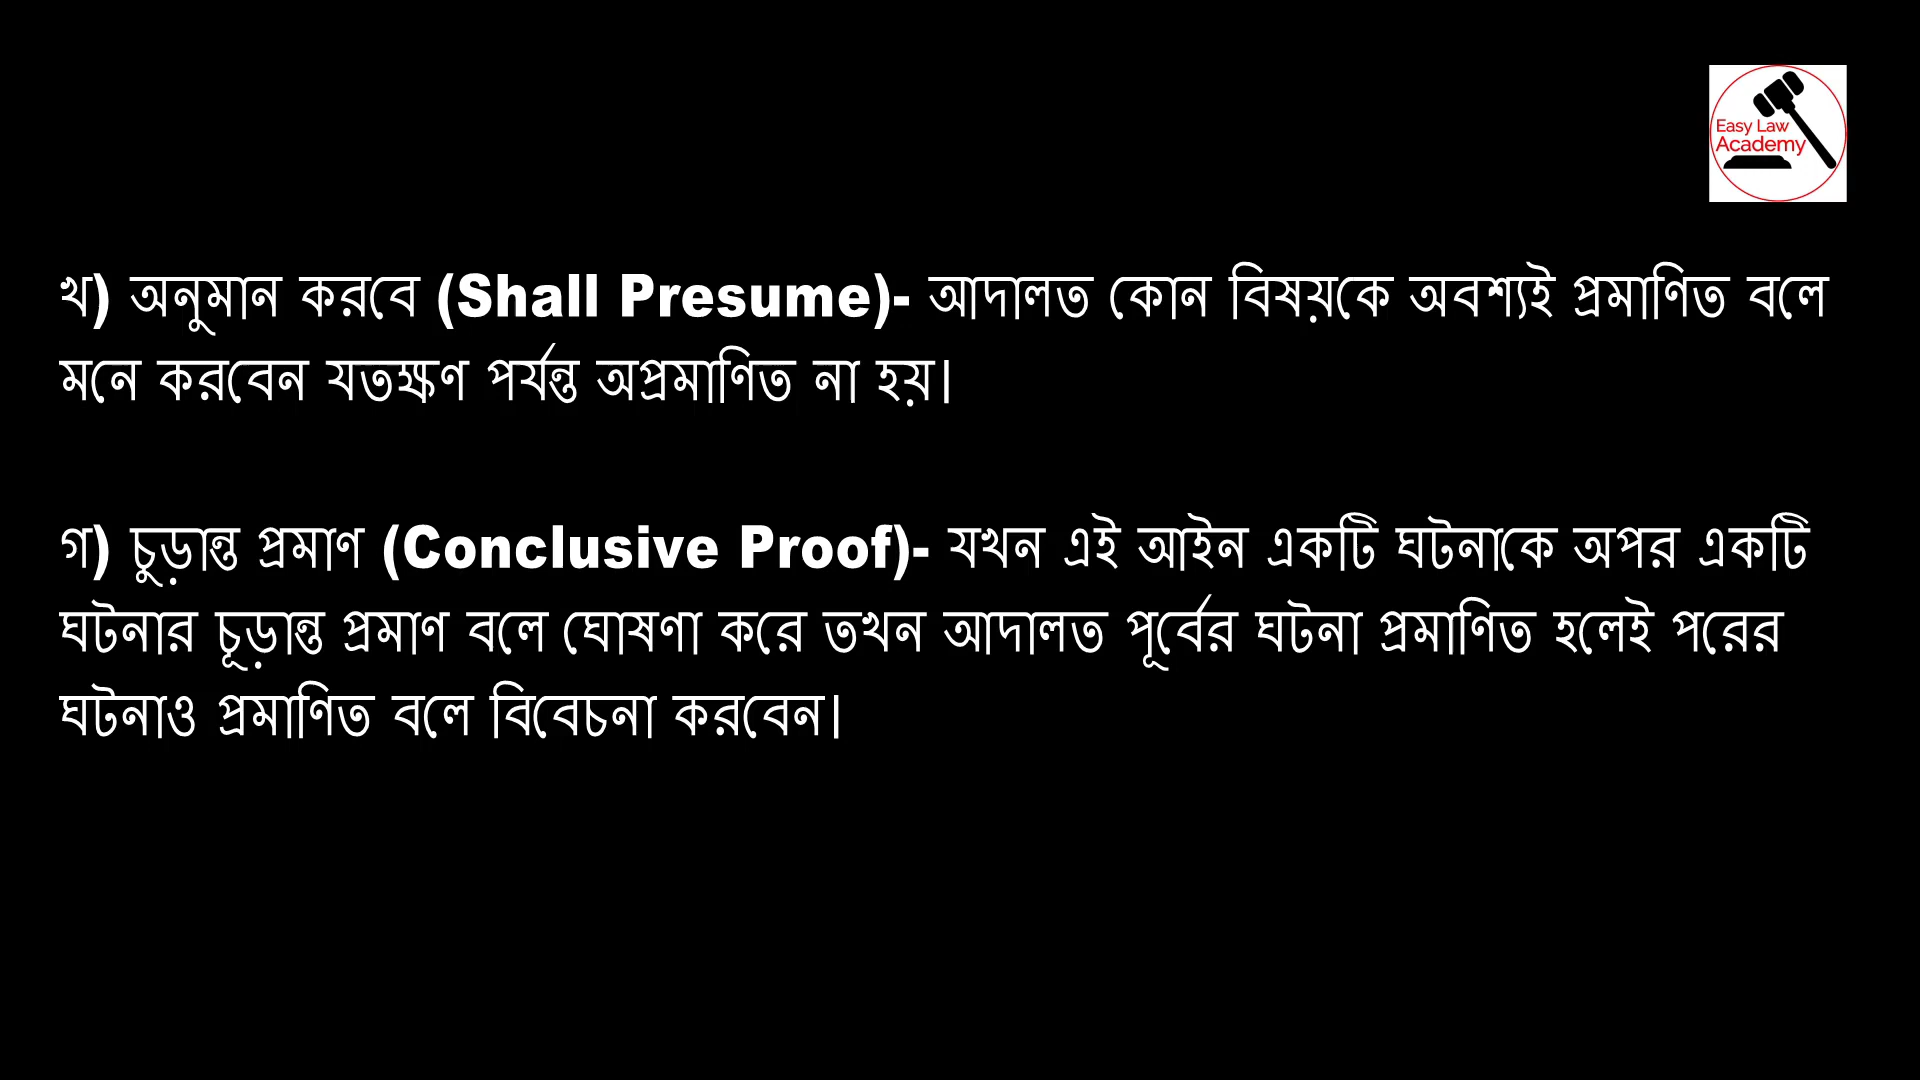 Easy Law
Academy
খ) অনুমান করবে (Shall Presume)- আদালত কোন বিষয়কে অবশ্যই প্রমাণিত বলে
মনে করবেন যতক্ষণ পর্যন্ত অপ্রমাণিত না হয়।
গ) চুড়ান্ত প্রমাণ (Conclusive Proof)- যখন এই আইন একটি ঘটনাকে অপর একটি
ঘটনার চূড়ান্ত প্রমাণ বলে ঘোষণা করে তখন আদালত পূর্বের ঘটনা প্রমাণিত হলেই পরের
ঘটনাও প্রমাণিত বলে বিবেচনা করবেন।